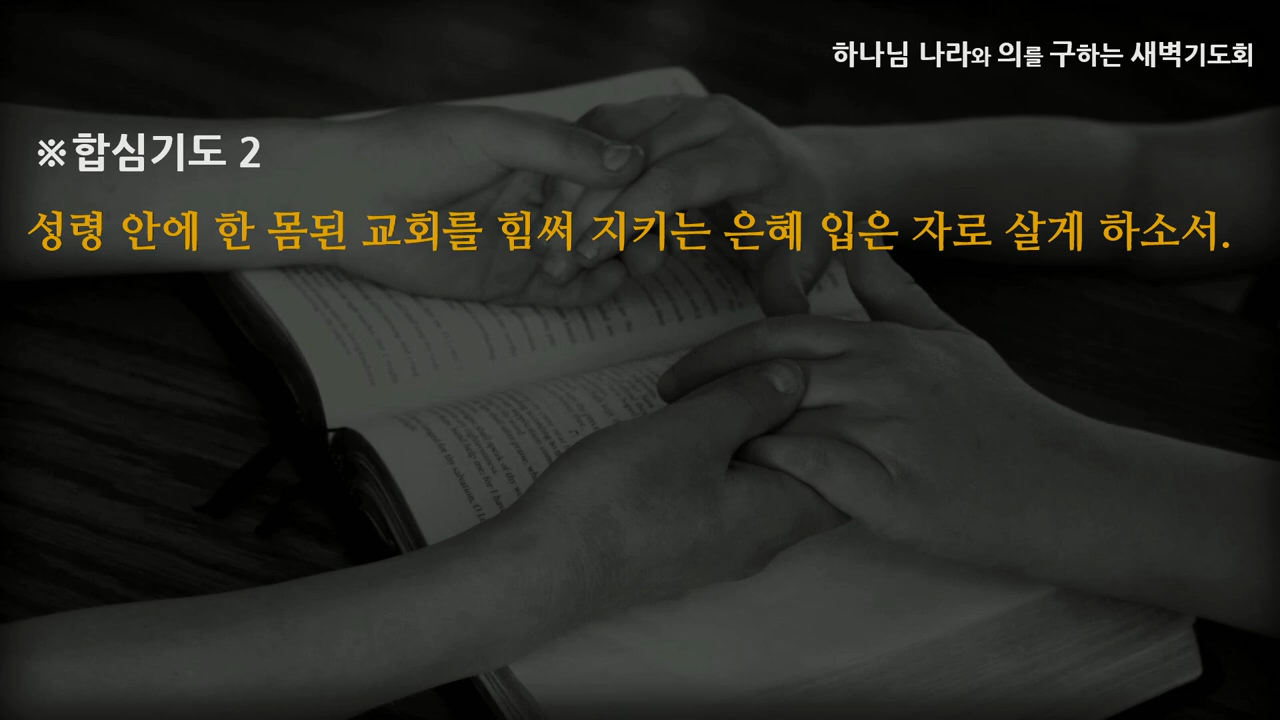 하나님 나라와 의를 구하는 새벽기도회
※합심기도 2
성령 안에 한 몸된 교회를 힘써 지키는 은혜 입은 자로 살게 하소서.